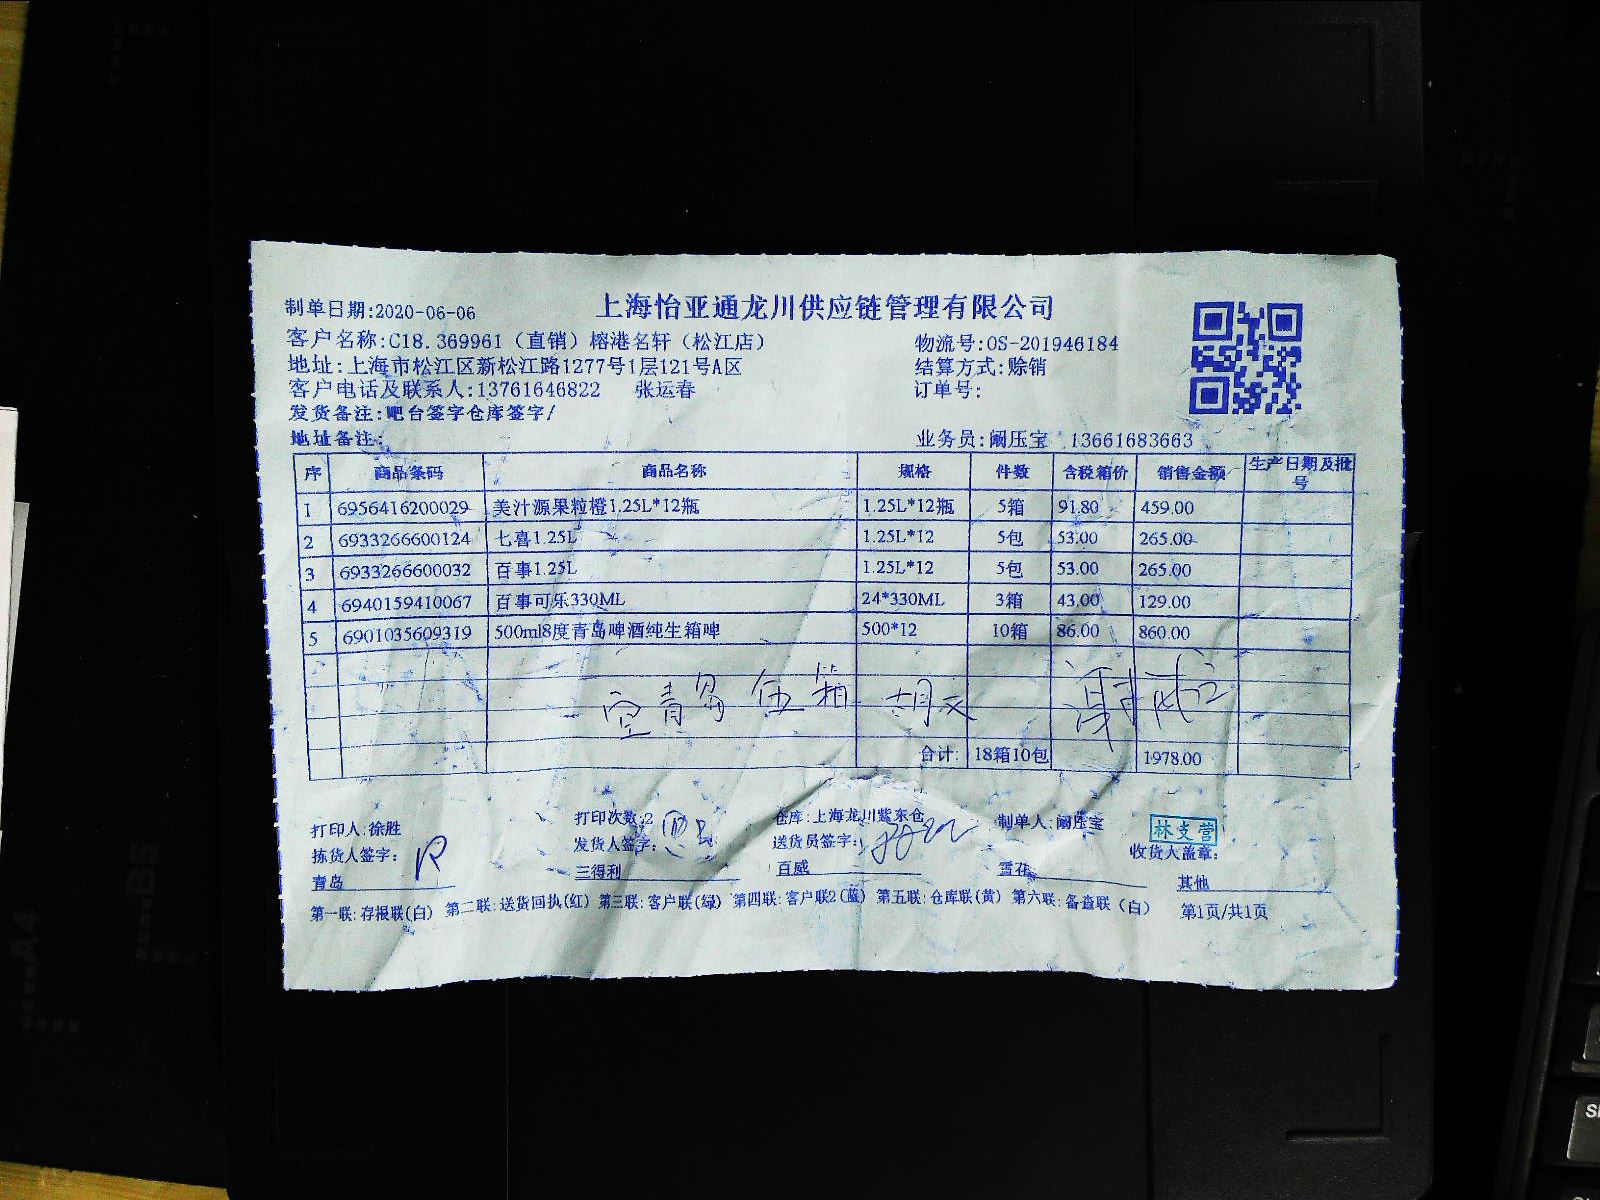 制单日期:2020-06-06 上海怡亚通龙川供应链管理有限公司
客户名称:C18.369961（直销）榕港名轩（松江店） 物流号:OS-201946184
地址:上海市松江区新松江路1277号1层121号A区 结算方式:赊销
客户电话及联系人:13761646822 张运春 订单号:
发货备注:吧台签字仓库签字/
地址备注: 业务员:阚压宝 13661683663
序 商品条码 商品名称 规格 件数 含税箱价 销售金额 生产日期及批号
1 6956416200029 美汁源果粒橙1.25L*12瓶 1.25L*12瓶 5箱 91.80 459.00
2 6933266600124 七喜1.25L 1.25L*12 5包 53.00 265.00
3 6933266600032 百事1.25L 1.25L*12 5包 53.00 265.00
4 6940159410067 百事可乐330ML 24*330ML 3箱 43.00 129.00
5 6901035609319 500ml8度青岛啤酒纯生箱啤 500*12 10箱 86.00 860.00
空青岛伍箱
合计: 18箱10包 1978.00
打印人:徐胜 打印次数:2 仓库:上海龙川紫东仓 制单人:阚压宝 林支营
拣货人签字: 发货人签字: 送货员签字: 收货人盖章:
青岛 三得利 百威 雪花 其他
第一联:存报联(白) 第二联:送货回执(红) 第三联:客户联(绿) 第四联:客户联2(蓝) 第五联:仓库联(黄) 第六联:备查联（白） 第1页/共1页
A4
B5